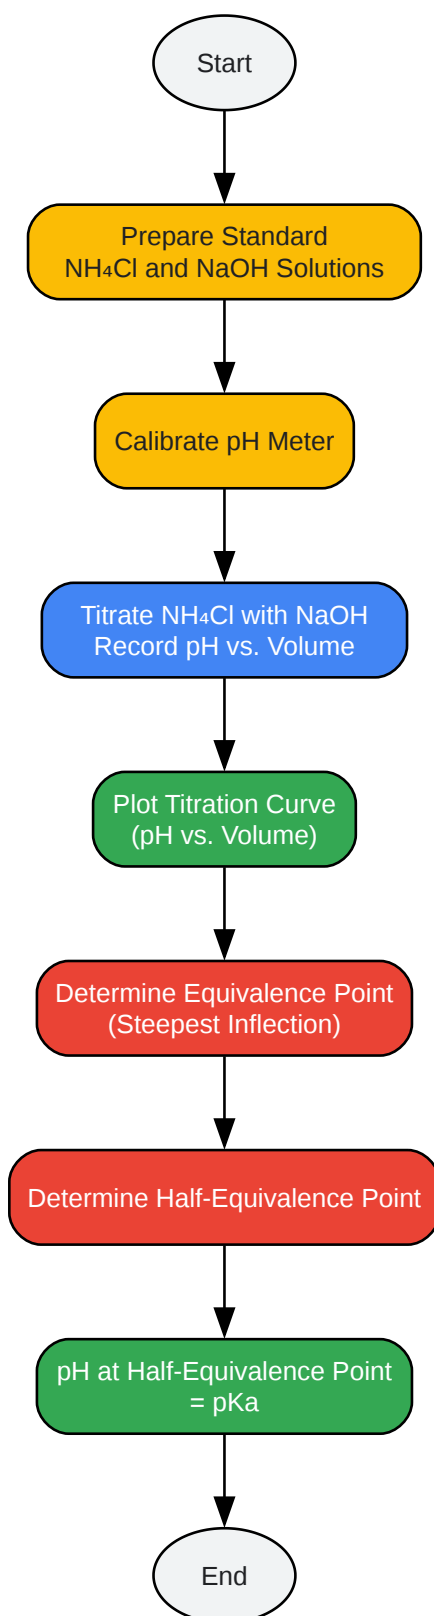 Start
Prepare Standard
NH₄Cl and NaOH Solutions
Calibrate pH Meter
Titrate NH₄Cl with NaOH
Record pH vs. Volume
Plot Titration Curve
(pH vs. Volume)
Determine Equivalence Point
(Steepest Inflection)
Determine Half-Equivalence Point
pH at Half-Equivalence Point
= pKa
End